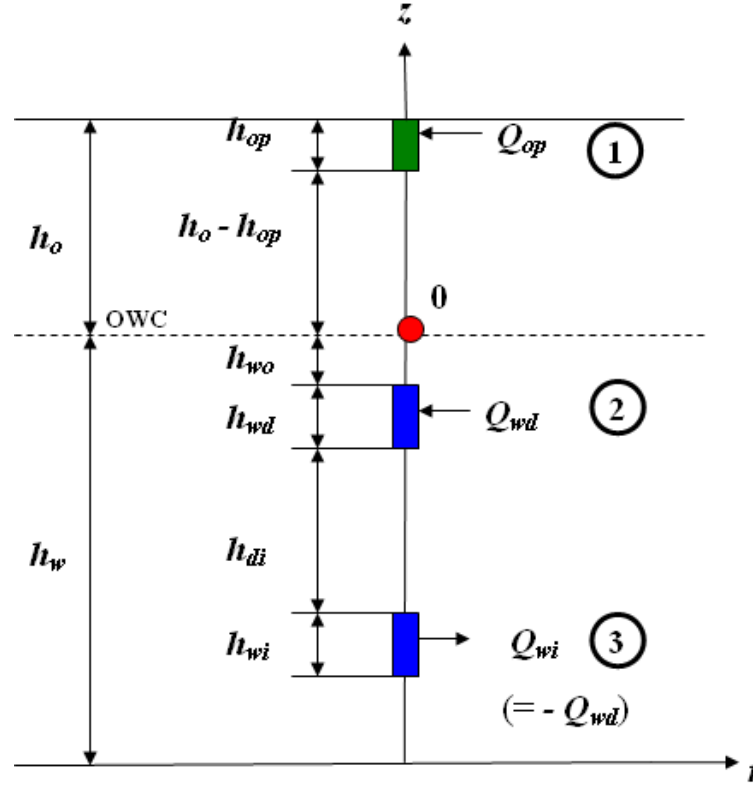 z
h_op
Q_op
1
h_o - h_op
h_o
0
OWC
h_wo
h_wd
Q_wd
2
h_w
h_di
h_wi
Q_wi
3
(= - Q_wd)
r